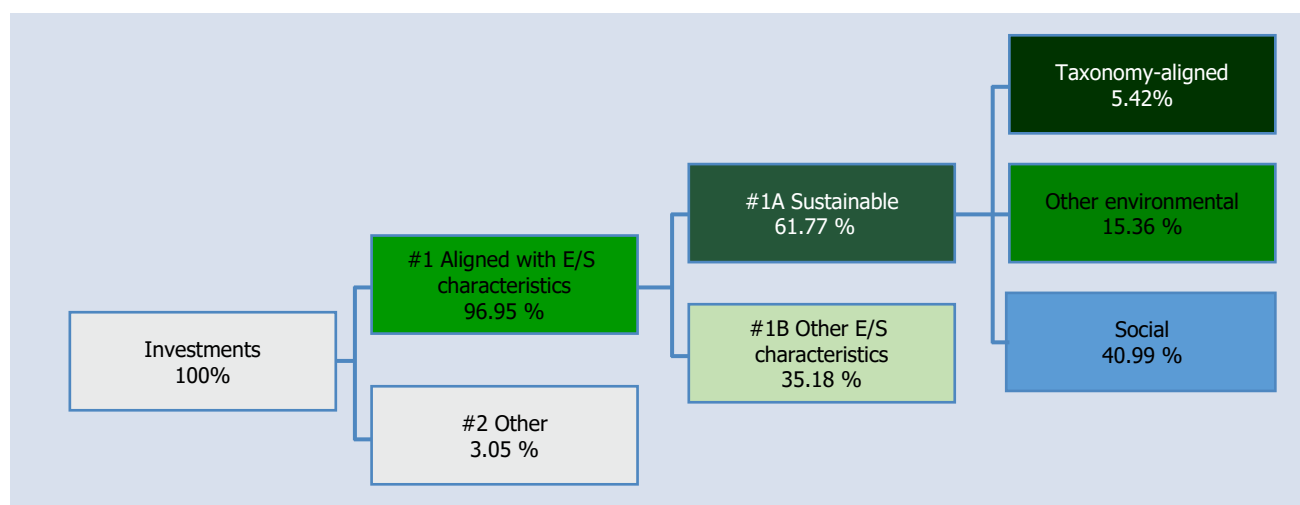 Investments
100%
#1 Aligned with E/S
characteristics
96.95 %
#2 Other
3.05 %
#1A Sustainable
61.77 %
#1B Other E/S
characteristics
35.18 %
Taxonomy-aligned
5.42%
Other environmental
15.36 %
Social
40.99 %